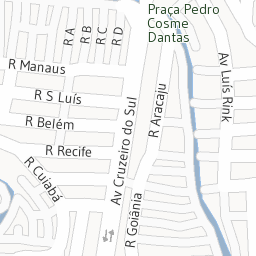 Praça Pedro
Cosme
Dantas
R A
R B
R C
R D
R Manaus
R S Luís
R Belém
R Recife
R Cuiabá
Av Cruzeiro do Sul
R Aracaju
R Goiânia
Av Luís Rink